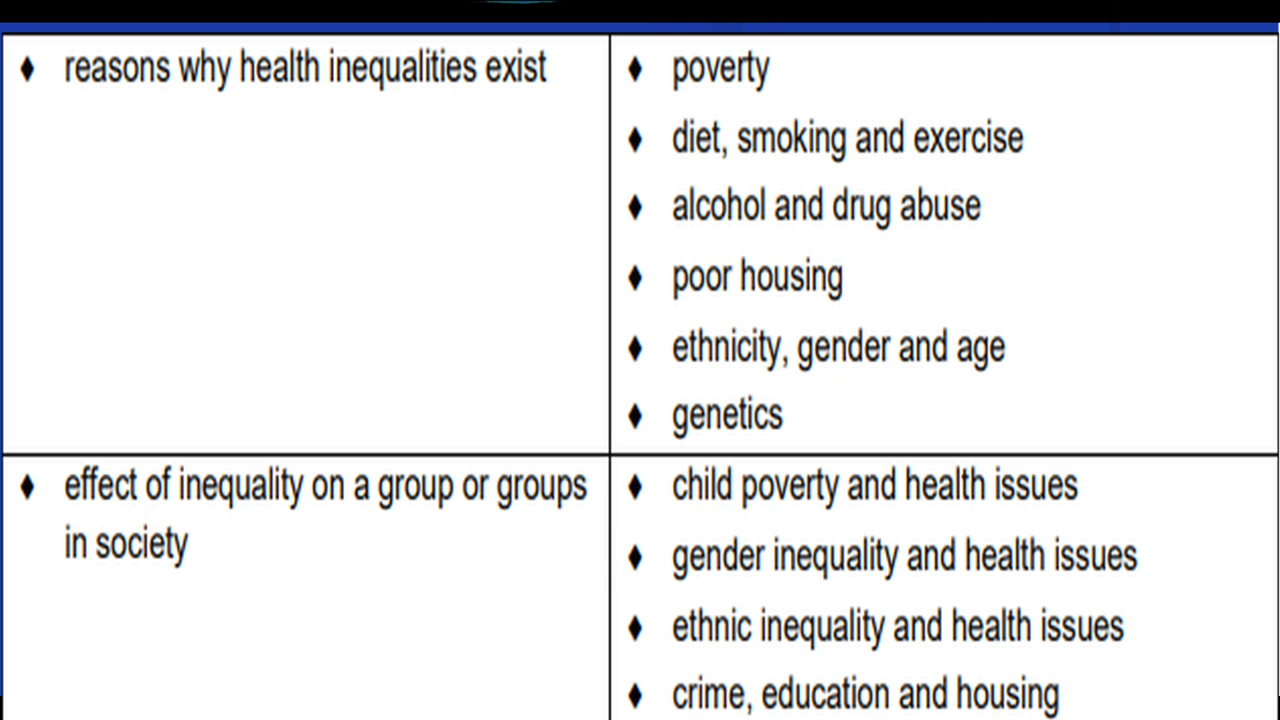 ♦ reasons why health inequalities exist
♦ poverty
♦ diet, smoking and exercise
♦ alcohol and drug abuse
♦ poor housing
♦ ethnicity, gender and age
♦ genetics
♦ effect of inequality on a group or groups
in society
♦ child poverty and health issues
♦ gender inequality and health issues
♦ ethnic inequality and health issues
♦ crime, education and housing